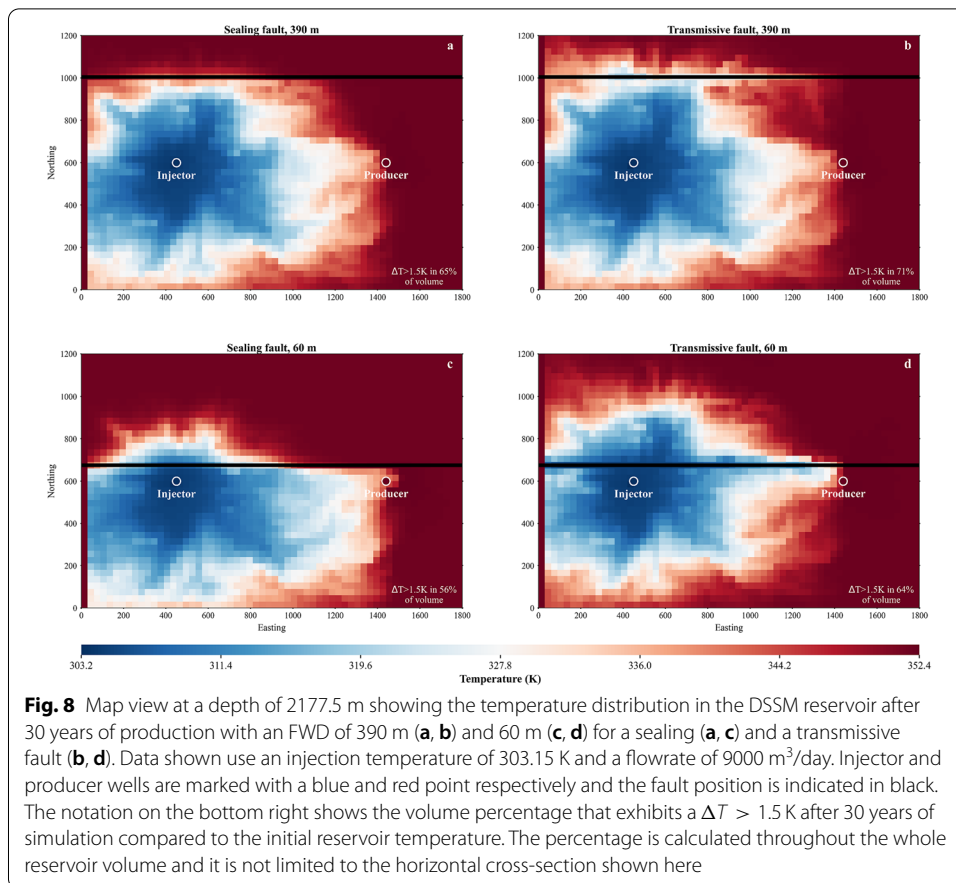 Sealing fault, 390 m
a
1200
1000
800
600
400
200
0
Northing
Injector
Producer
ΔT>1.5K in 65%
of volume
0 200 400 600 800 1000 1200 1400 1600 1800
Transmissive fault, 390 m
b
1200
1000
800
600
400
200
0
Injector
Producer
ΔT>1.5K in 71%
of volume
0 200 400 600 800 1000 1200 1400 1600 1800
Sealing fault, 60 m
c
1200
1000
800
600
400
200
0
Northing
Injector
Producer
ΔT>1.5K in 56%
of volume
0 200 400 600 800 1000 1200 1400 1600 1800
Easting
Transmissive fault, 60 m
d
1200
1000
800
600
400
200
0
Injector
Producer
ΔT>1.5K in 64%
of volume
0 200 400 600 800 1000 1200 1400 1600 1800
Easting
303.2 311.4 319.6 327.8 336.0 344.2 352.4
Temperature (K)
Fig. 8 Map view at a depth of 2177.5 m showing the temperature distribution in the DSSM reservoir after
30 years of production with an FWD of 390 m (a, b) and 60 m (c, d) for a sealing (a, c) and a transmissive
fault (b, d). Data shown use an injection temperature of 303.15 K and a flowrate of 9000 m³/day. Injector and
producer wells are marked with a blue and red point respectively and the fault position is indicated in black.
The notation on the bottom right shows the volume percentage that exhibits a ΔT > 1.5 K after 30 years of
simulation compared to the initial reservoir temperature. The percentage is calculated throughout the whole
reservoir volume and it is not limited to the horizontal cross-section shown here